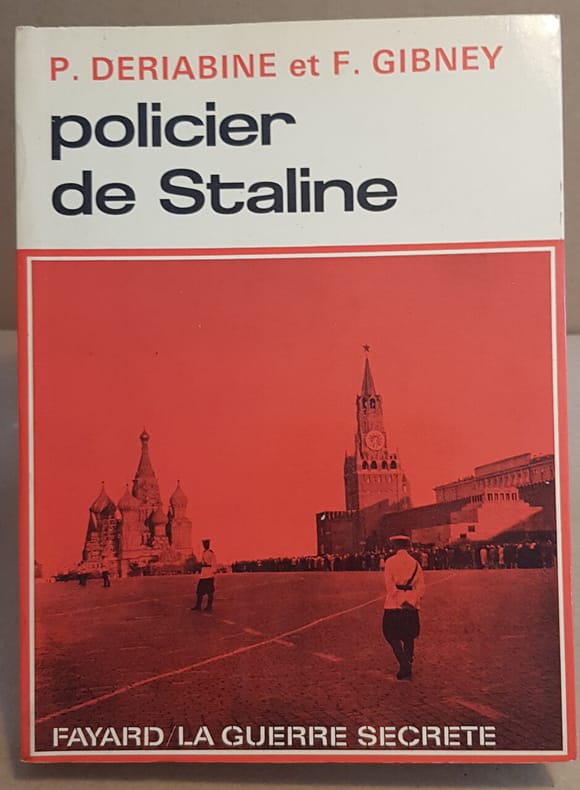 P. DERIABINE et F. GIBNEY
policier
de Staline
FAYARD/LA GUERRE SECRETE